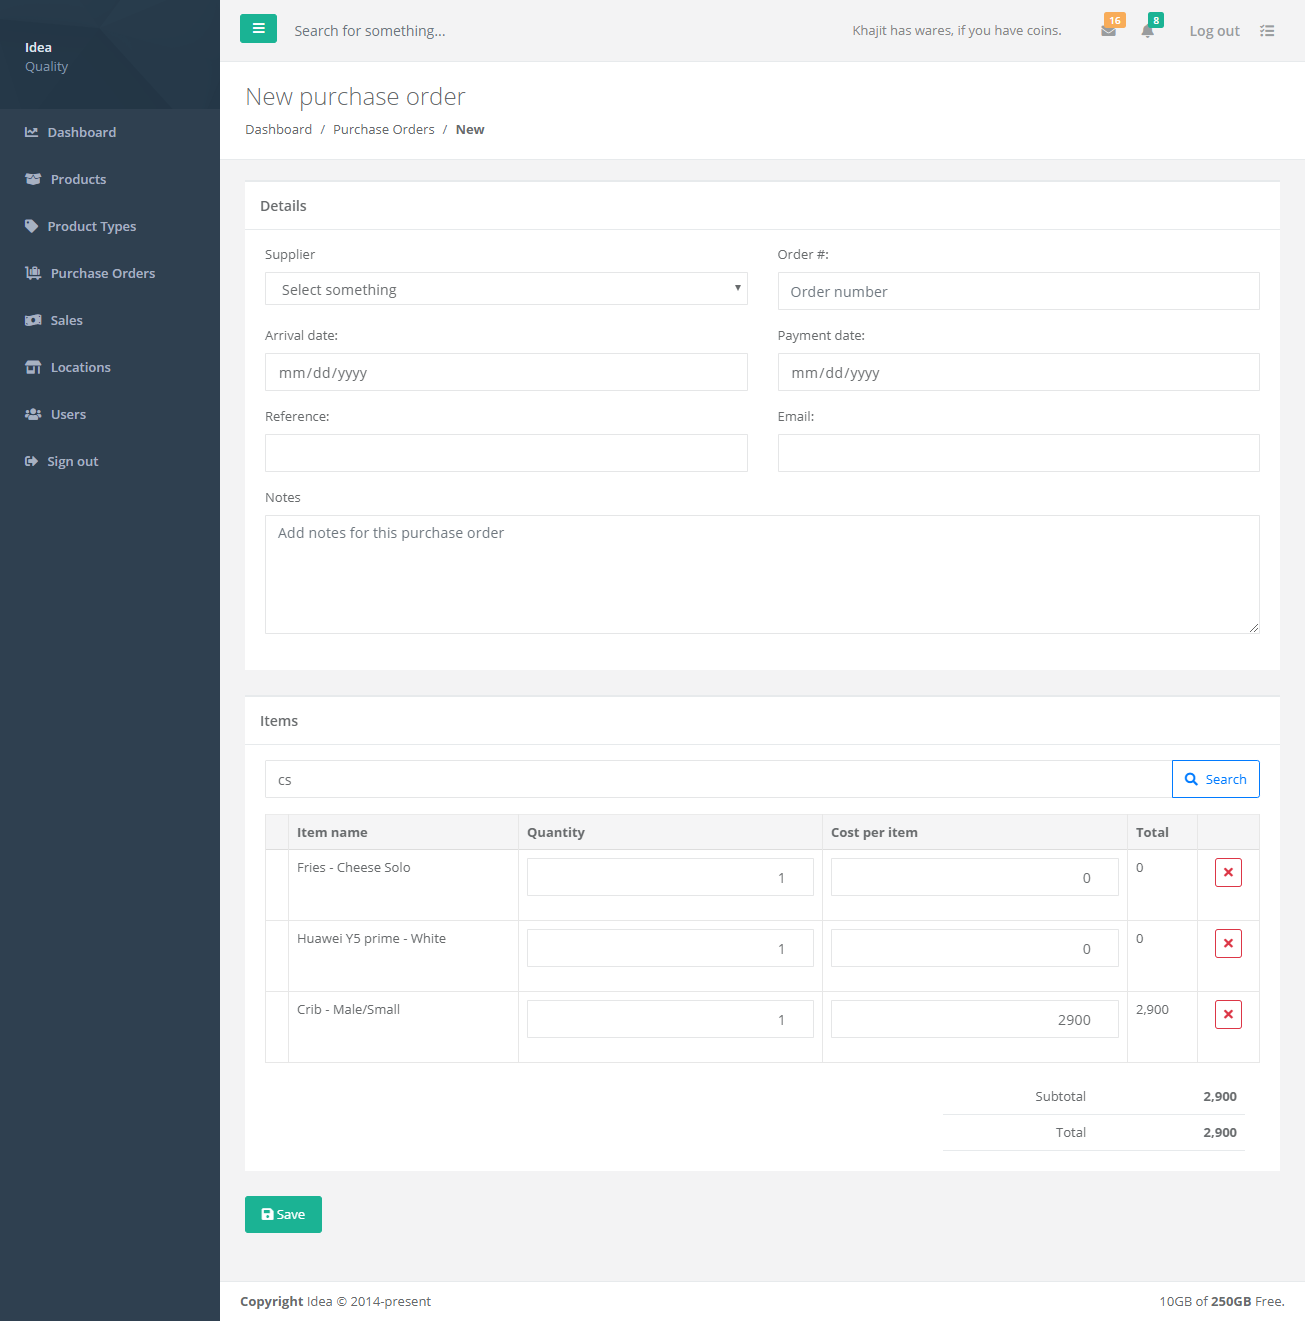 Idea
Quality
Dashboard
Products
Product Types
Purchase Orders
Sales
Locations
Users
Sign out
Search for something...
Khajit has wares, if you have coins.
16
8
Log out
New purchase order
Dashboard / Purchase Orders / New
Details
Supplier
Order #:
Select something
Order number
Arrival date:
Payment date:
mm/dd/yyyy
mm/dd/yyyy
Reference:
Email:
Notes
Add notes for this purchase order
Items
cs
Search
Item name Quantity Cost per item Total
Fries - Cheese Solo 1 0 0
Huawei Y5 prime - White 1 0 0
Crib - Male/Small 1 2900 2,900
Subtotal 2,900
Total 2,900
Save
Copyright Idea © 2014-present
10GB of 250GB Free.